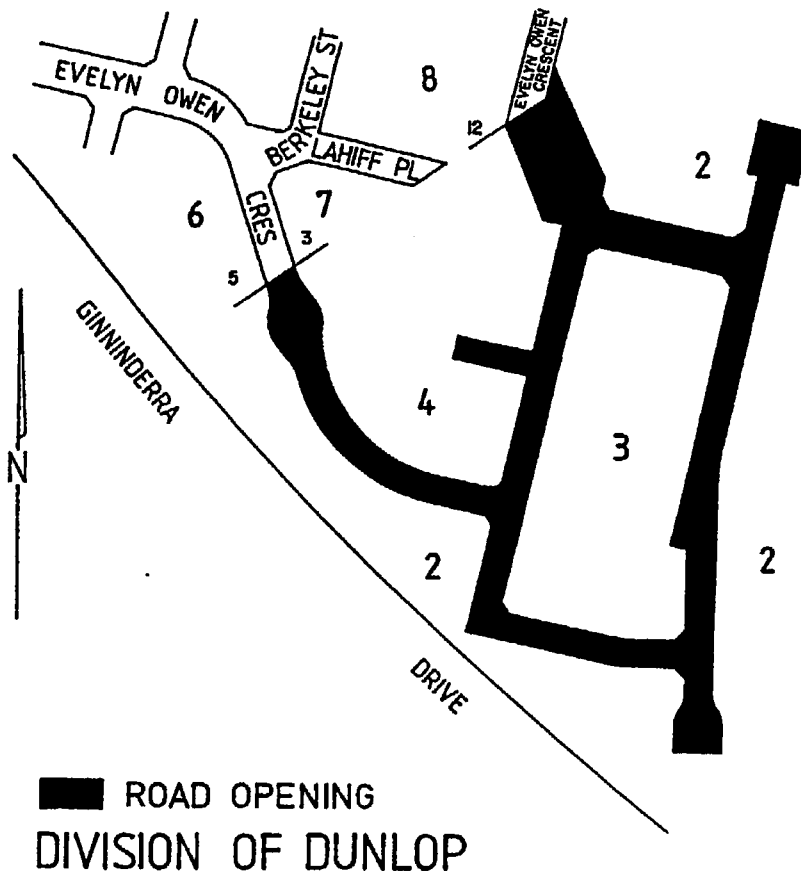 EVELYN OWEN
CRES
BERKELEY ST
LAHIFF PL
EVELYN OWEN
CRESCENT
8
12
2
6
7
3
5
GINNINDERRA
DRIVE
4
3
N
2
2
ROAD OPENING
DIVISION OF DUNLOP